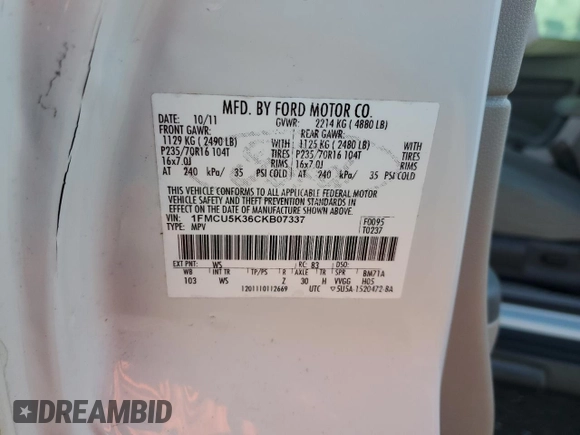 MFD. BY FORD MOTOR CO.
DATE: 10/11 GVWR: 2214 KG ( 4880 LB)
FRONT GAWR: REAR GAWR:
1129 KG ( 2490 LB) WITH 1125 KG ( 2480 LB) WITH
P235/70R16 104T TIRES P235/70R16 104T TIRES
16x7.0J RIMS 16x7.0J RIMS
AT 240 kPa/ 35 PSI COLD AT 240 kPa/ 35 PSI COLD
THIS VEHICLE CONFORMS TO ALL APPLICABLE FEDERAL MOTOR
VEHICLE SAFETY AND THEFT PREVENTION STANDARDS IN
EFFECT ON THE DATE OF MANUFACTURE SHOWN ABOVE.
VIN: 1FMCU5K36CKB07337 F0095
TYPE: MPV T0237
EXT PNT: WS RC: 83 DSO:
WB INT TR TP/PS R AXLE TR SPR BM71A
103 WS Z 30 H VVGG H05
1201110112669 UTC 5U5A-1520472-BA
DREAMBID